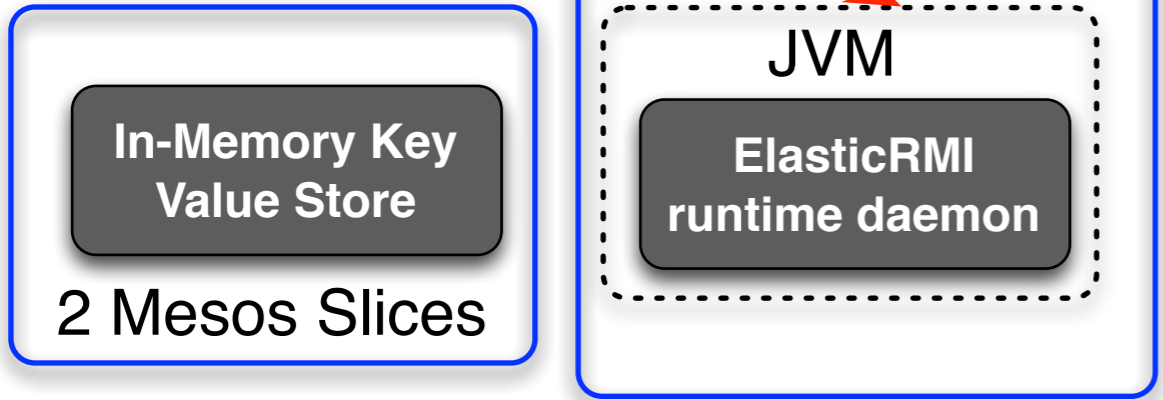 In-Memory Key
Value Store
2 Mesos Slices
JVM
ElasticRMI
runtime daemon